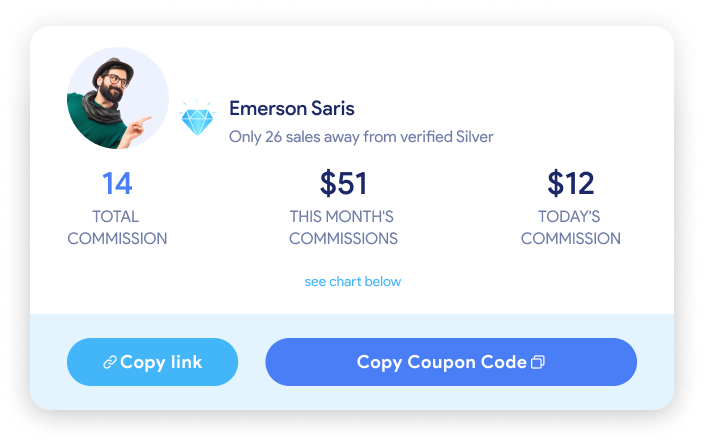 Emerson Saris
Only 26 sales away from verified Silver
14
TOTAL
COMMISSION
$51
THIS MONTH'S
COMMISSIONS
$12
TODAY'S
COMMISSION
see chart below
Copy link
Copy Coupon Code